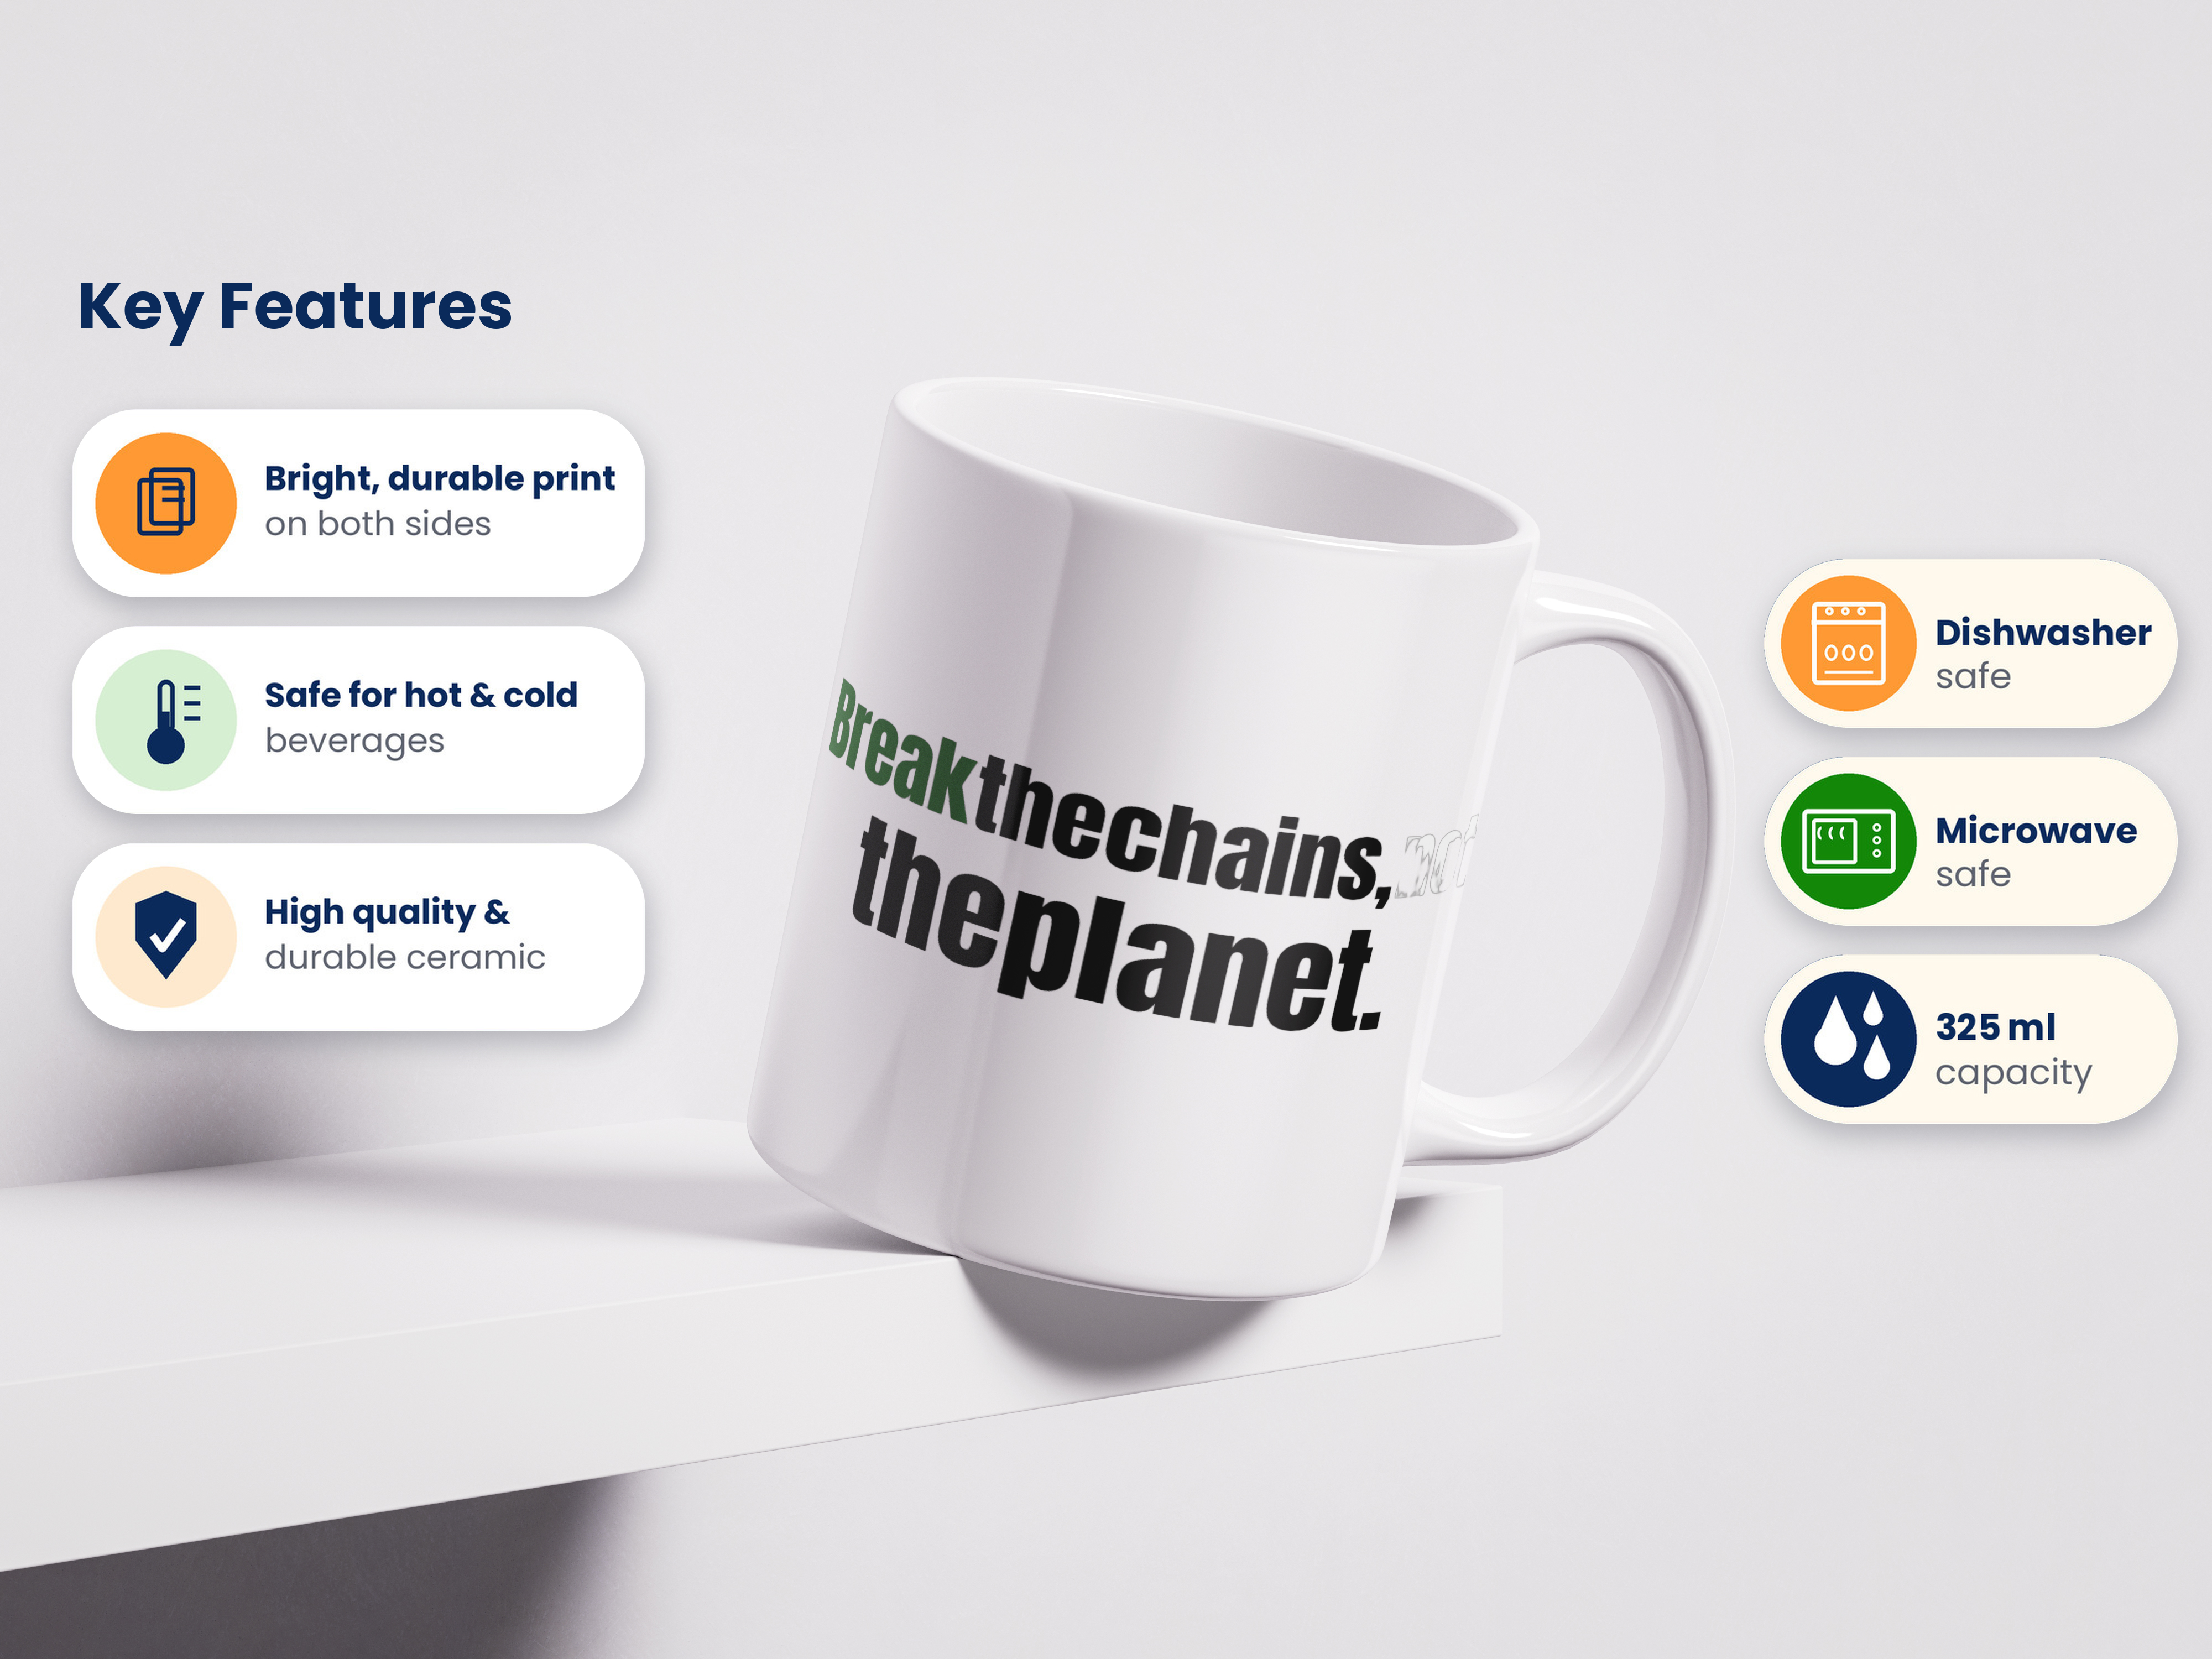 Key Features
Bright, durable print
on both sides
Safe for hot & cold
beverages
High quality &
durable ceramic
Breakthechains, not
theplanet.
Dishwasher
safe
Microwave
safe
325 ml
capacity